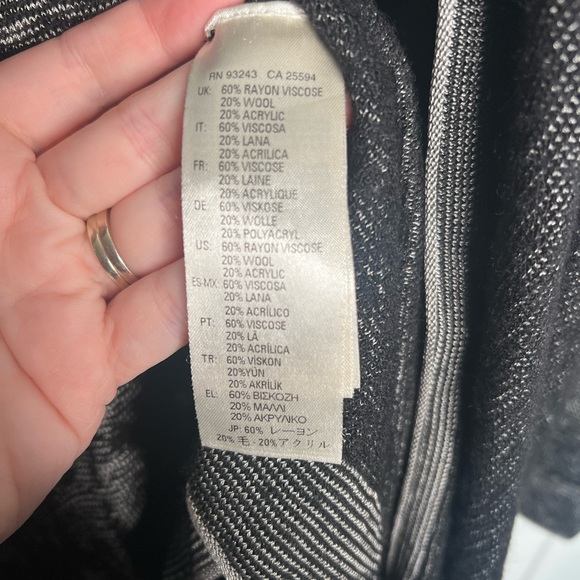 RN 93243 CA 25594
UK: 60% RAYON VISCOSE
20% WOOL
20% ACRYLIC
IT: 60% VISCOSA
20% LANA
20% ACRILICA
FR: 60% VISCOSE
20% LAINE
20% ACRYLIQUE
DE: 60% VISKOSE
20% WOLLE
20% POLYACRYL
US: 60% RAYON VISCOSE
20% WOOL
20% ACRYLIC
ES-MX: 60% VISCOSA
20% LANA
20% ACRÍLICO
PT: 60% VISCOSE
20% LÃ
20% ACRÍLICA
TR: 60% VİSKON
20%YÜN
20% AKRİLİK
EL: 60% ΒΙΣΚΟΖΗ
20% ΜΑΛΛΙ
20% ΑΚΡΥΛΙΚΟ
JP: 60% レーヨン
20% 毛 - 20%アクリル